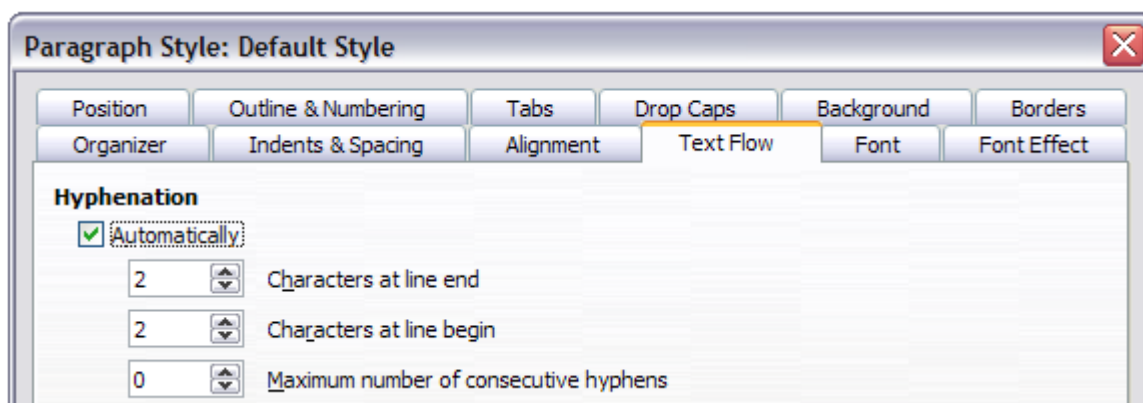 Paragraph Style: Default Style
Position Outline & Numbering Tabs Drop Caps Background Borders
Organizer Indents & Spacing Alignment Text Flow Font Font Effect
Hyphenation
Automatically
2 Characters at line end
2 Characters at line begin
0 Maximum number of consecutive hyphens